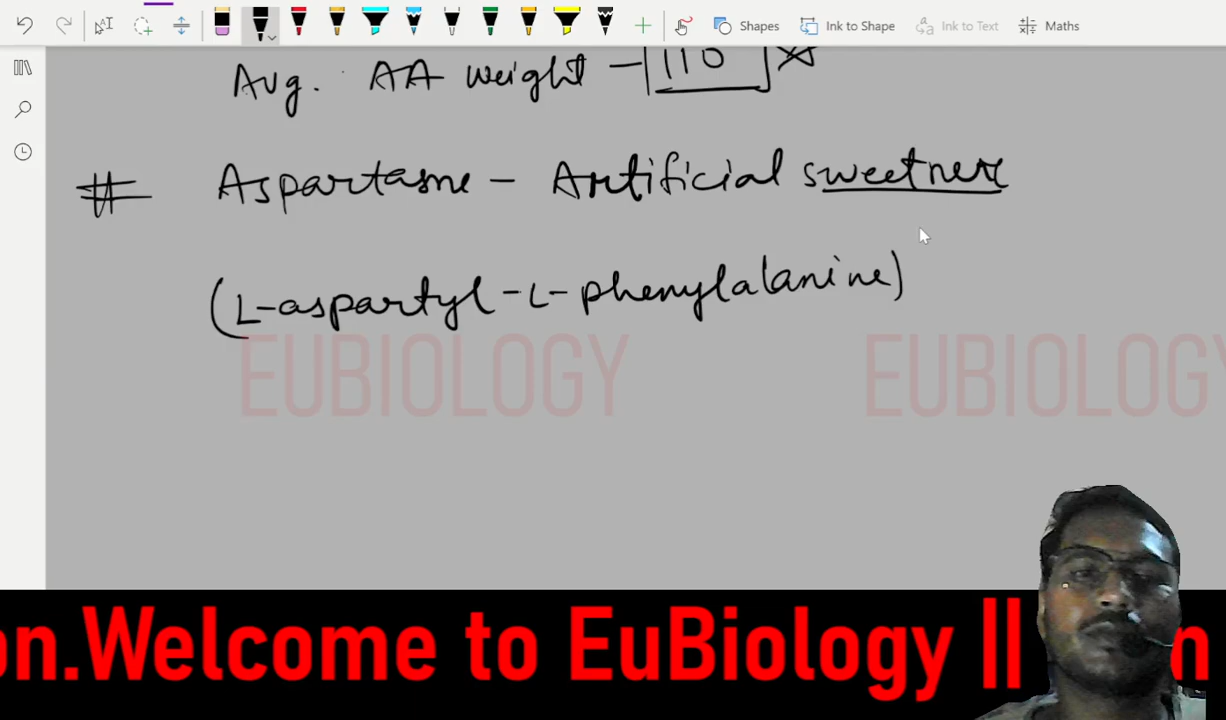 Shapes Ink to Shape Ink to Text Maths
Avg. AA weight - 110
# Aspartame - Artificial sweetner
(L-aspartyl-L-phenylalanine)
EUBIOLOGY EUBIOLOGY
on.Welcome to EuBiology ||